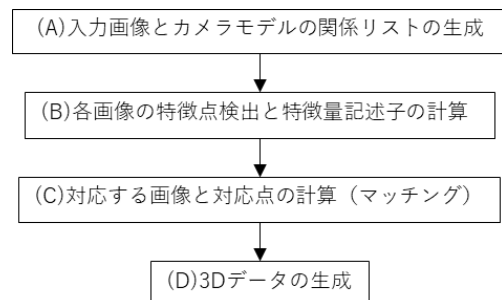 (A)入力画像とカメラモデルの関係リストの生成
(B)各画像の特徴点検出と特徴量記述子の計算
(C)対応する画像と対応点の計算（マッチング）
(D)3Dデータの生成